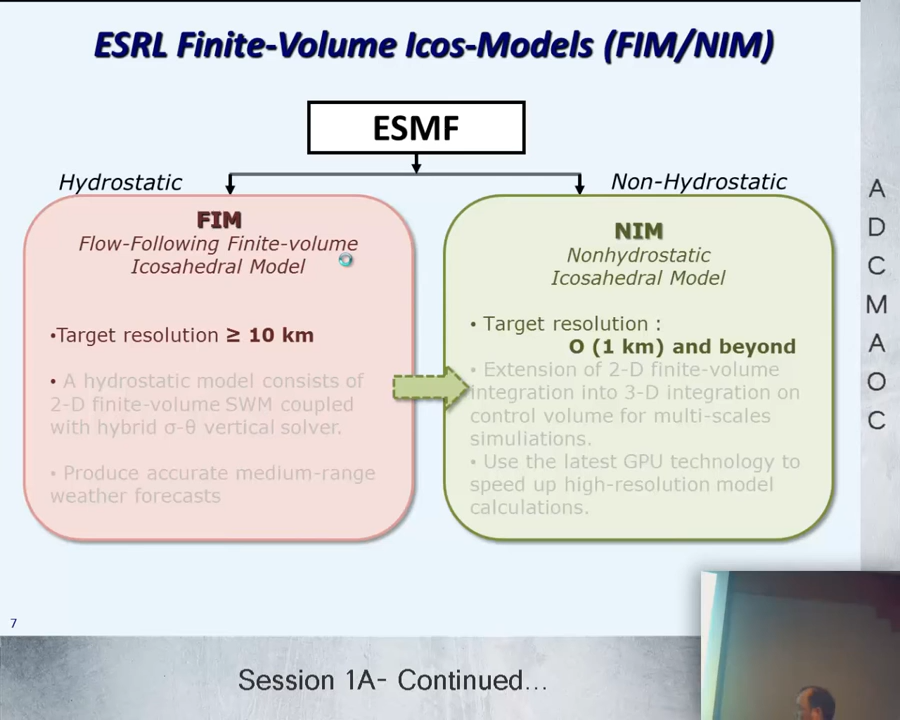 ESRL Finite-Volume Icos-Models (FIM/NIM)
ESMF
Hydrostatic
Non-Hydrostatic
FIM
Flow-Following Finite-volume
Icosahedral Model
•Target resolution ≥ 10 km
• A hydrostatic model consists of
2-D finite-volume SWM coupled
with hybrid σ-θ vertical solver.
• Produce accurate medium-range
weather forecasts
NIM
Nonhydrostatic
Icosahedral Model
• Target resolution :
O (1 km) and beyond
• Extension of 2-D finite-volume
integration into 3-D integration on
control volume for multi-scales
simuliations.
• Use the latest GPU technology to
speed up high-resolution model
calculations.
7
Session 1A- Continued...
A
D
C
M
A
O
C